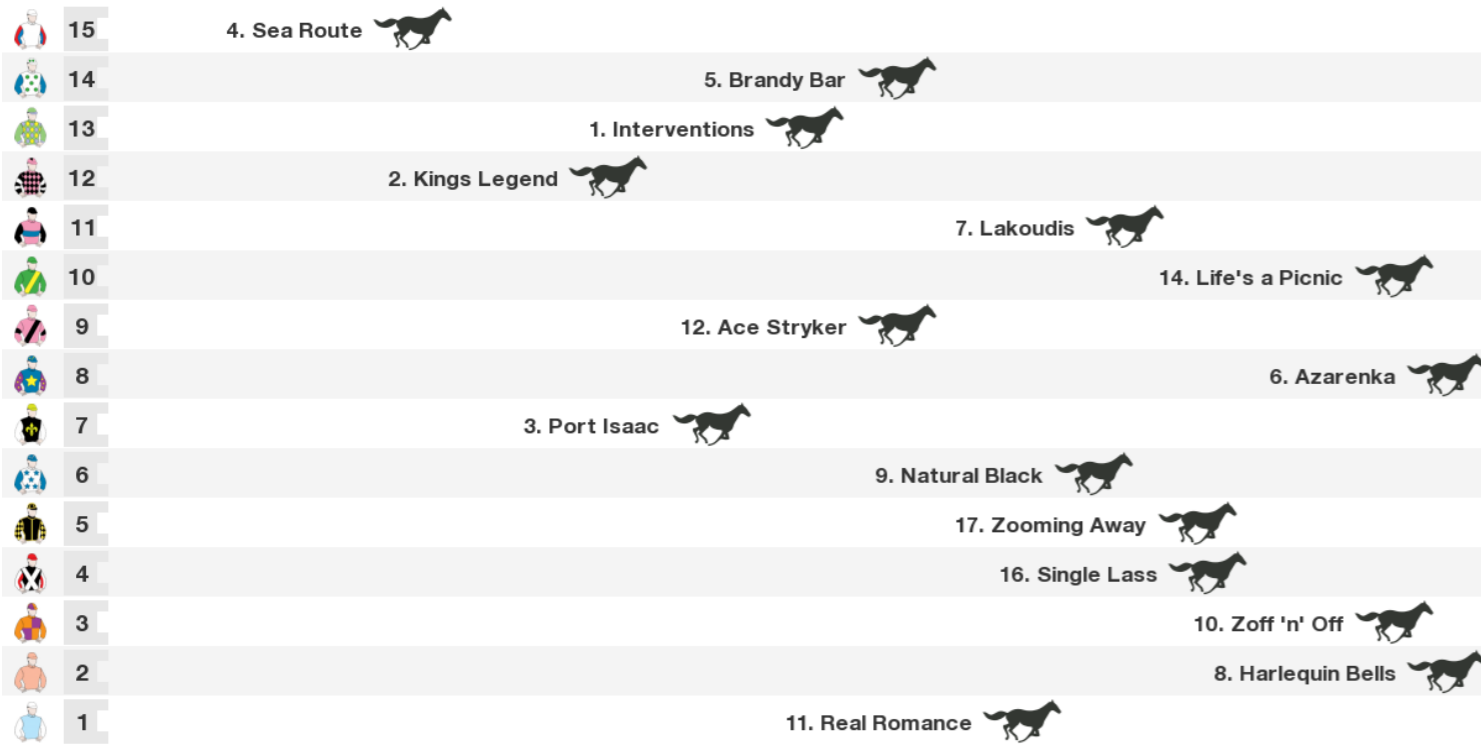 15 4. Sea Route
14 5. Brandy Bar
13 1. Interventions
12 2. Kings Legend
11 7. Lakoudis
10 14. Life's a Picnic
9 12. Ace Stryker
8 6. Azarenka
7 3. Port Isaac
6 9. Natural Black
5 17. Zooming Away
4 16. Single Lass
3 10. Zoff 'n' Off
2 8. Harlequin Bells
1 11. Real Romance